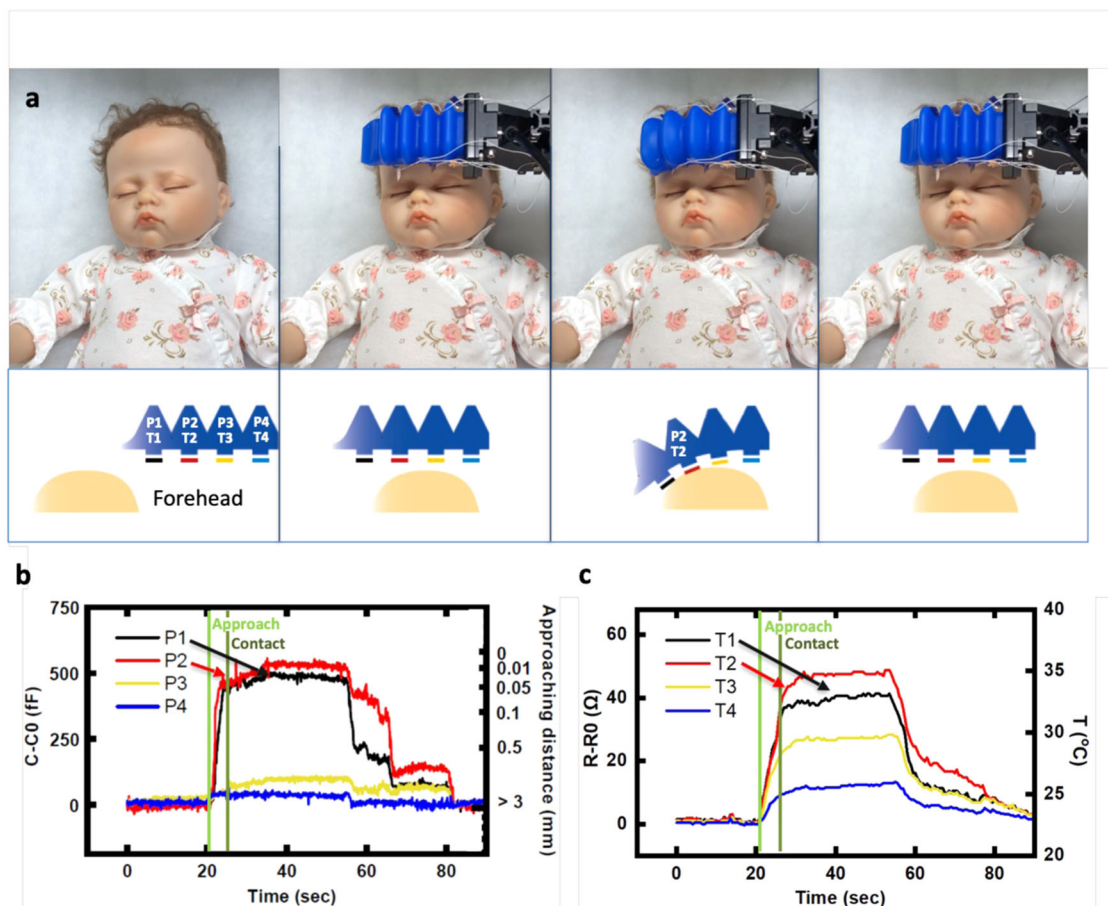 a
P1 P2 P3 P4
T1 T2 T3 T4
Forehead
P2
T2
b
C-C0 (fF)
750
500
250
0
0 20 40 60 80
Time (sec)
Approach
Contact
P1
P2
P3
P4
Approaching distance (mm)
0
0.01
0.05
0.1
0.5
> 3
c
R-R0 (Ω)
60
40
20
0
0 20 40 60 80
Time (sec)
Approach
Contact
T1
T2
T3
T4
T (°C)
40
35
30
25
20